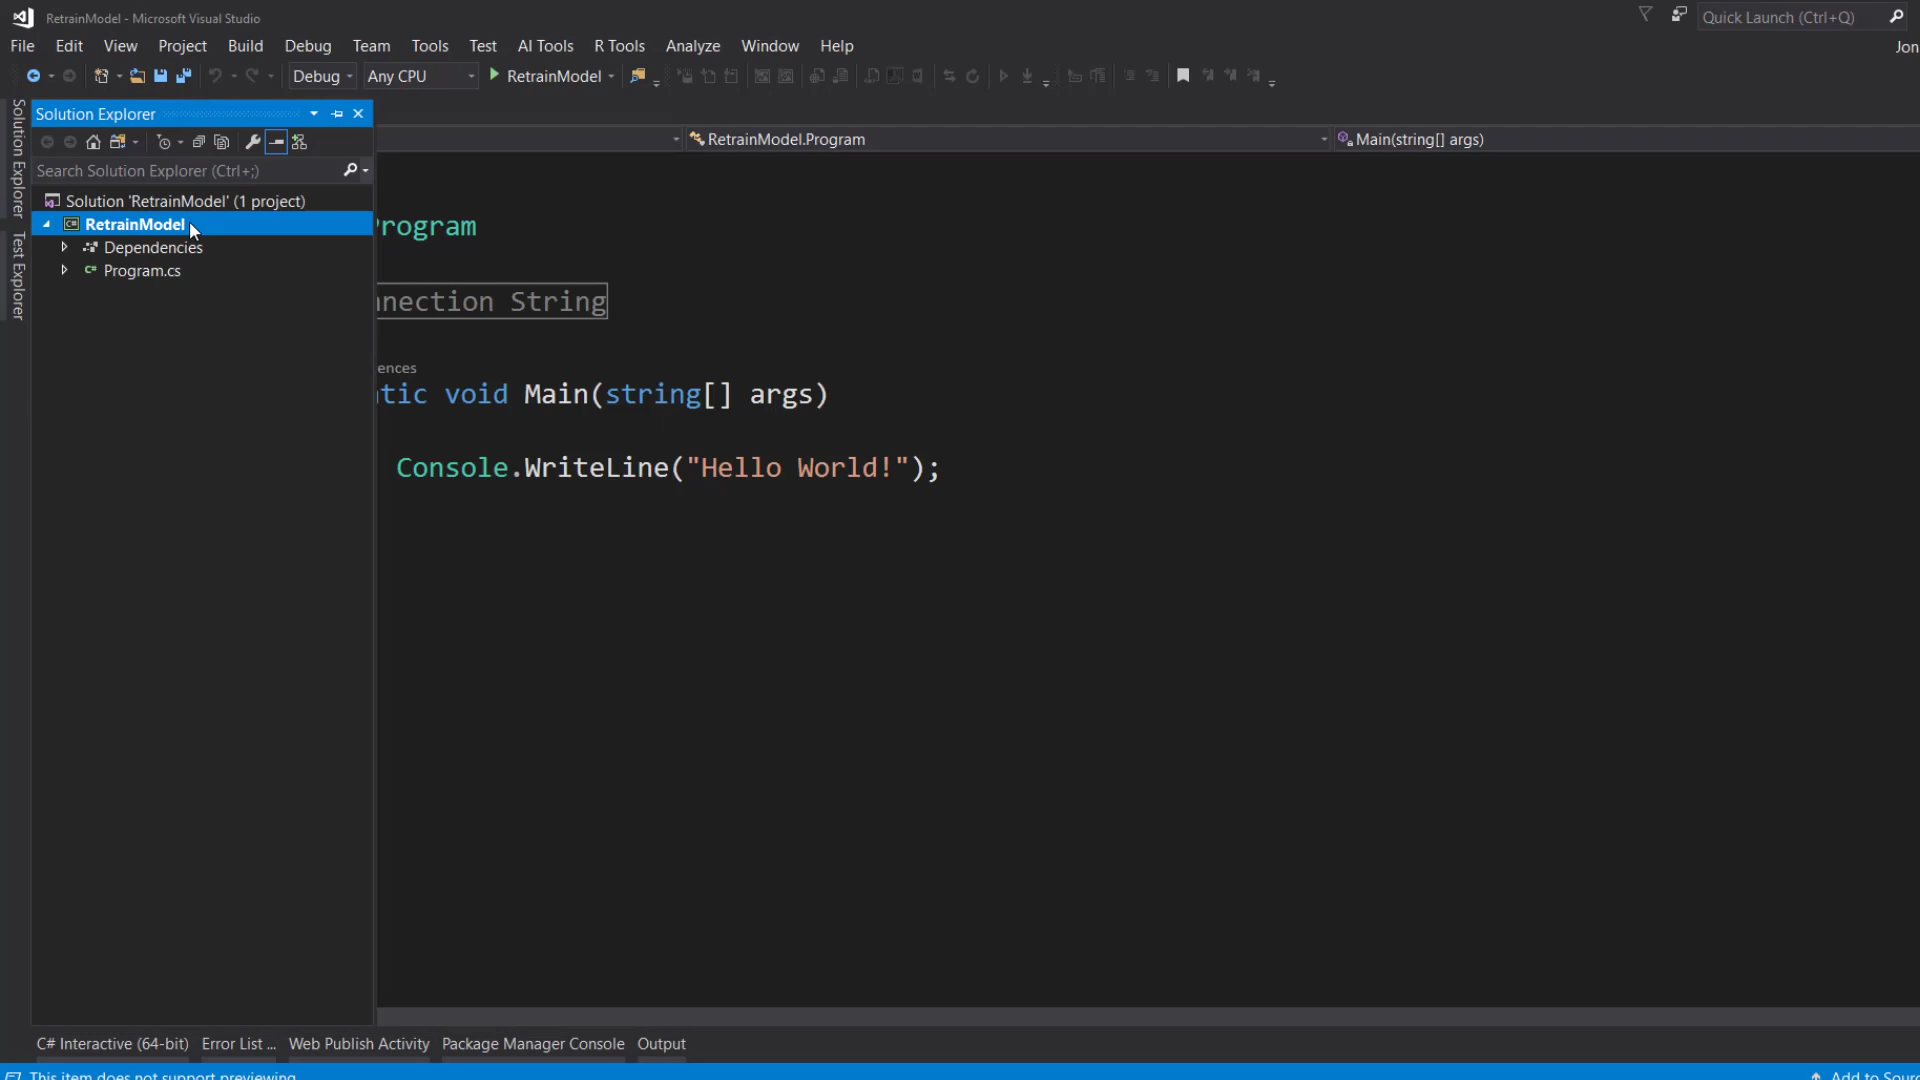 RetrainModel - Microsoft Visual Studio
Quick Launch (Ctrl+Q)
File Edit View Project Build Debug Team Tools Test AI Tools R Tools Analyze Window Help
Jon
Debug Any CPU RetrainModel
Solution Explorer
Test Explorer
Solution Explorer
RetrainModel.Program
Main(string[] args)
Search Solution Explorer (Ctrl+;)
Solution 'RetrainModel' (1 project)
RetrainModel
Dependencies
Program.cs
Program
nnection String
ences
tic void Main(string[] args)
Console.WriteLine("Hello World!");
C# Interactive (64-bit) Error List ... Web Publish Activity Package Manager Console Output
This item does not support previewing
Add to Sourc